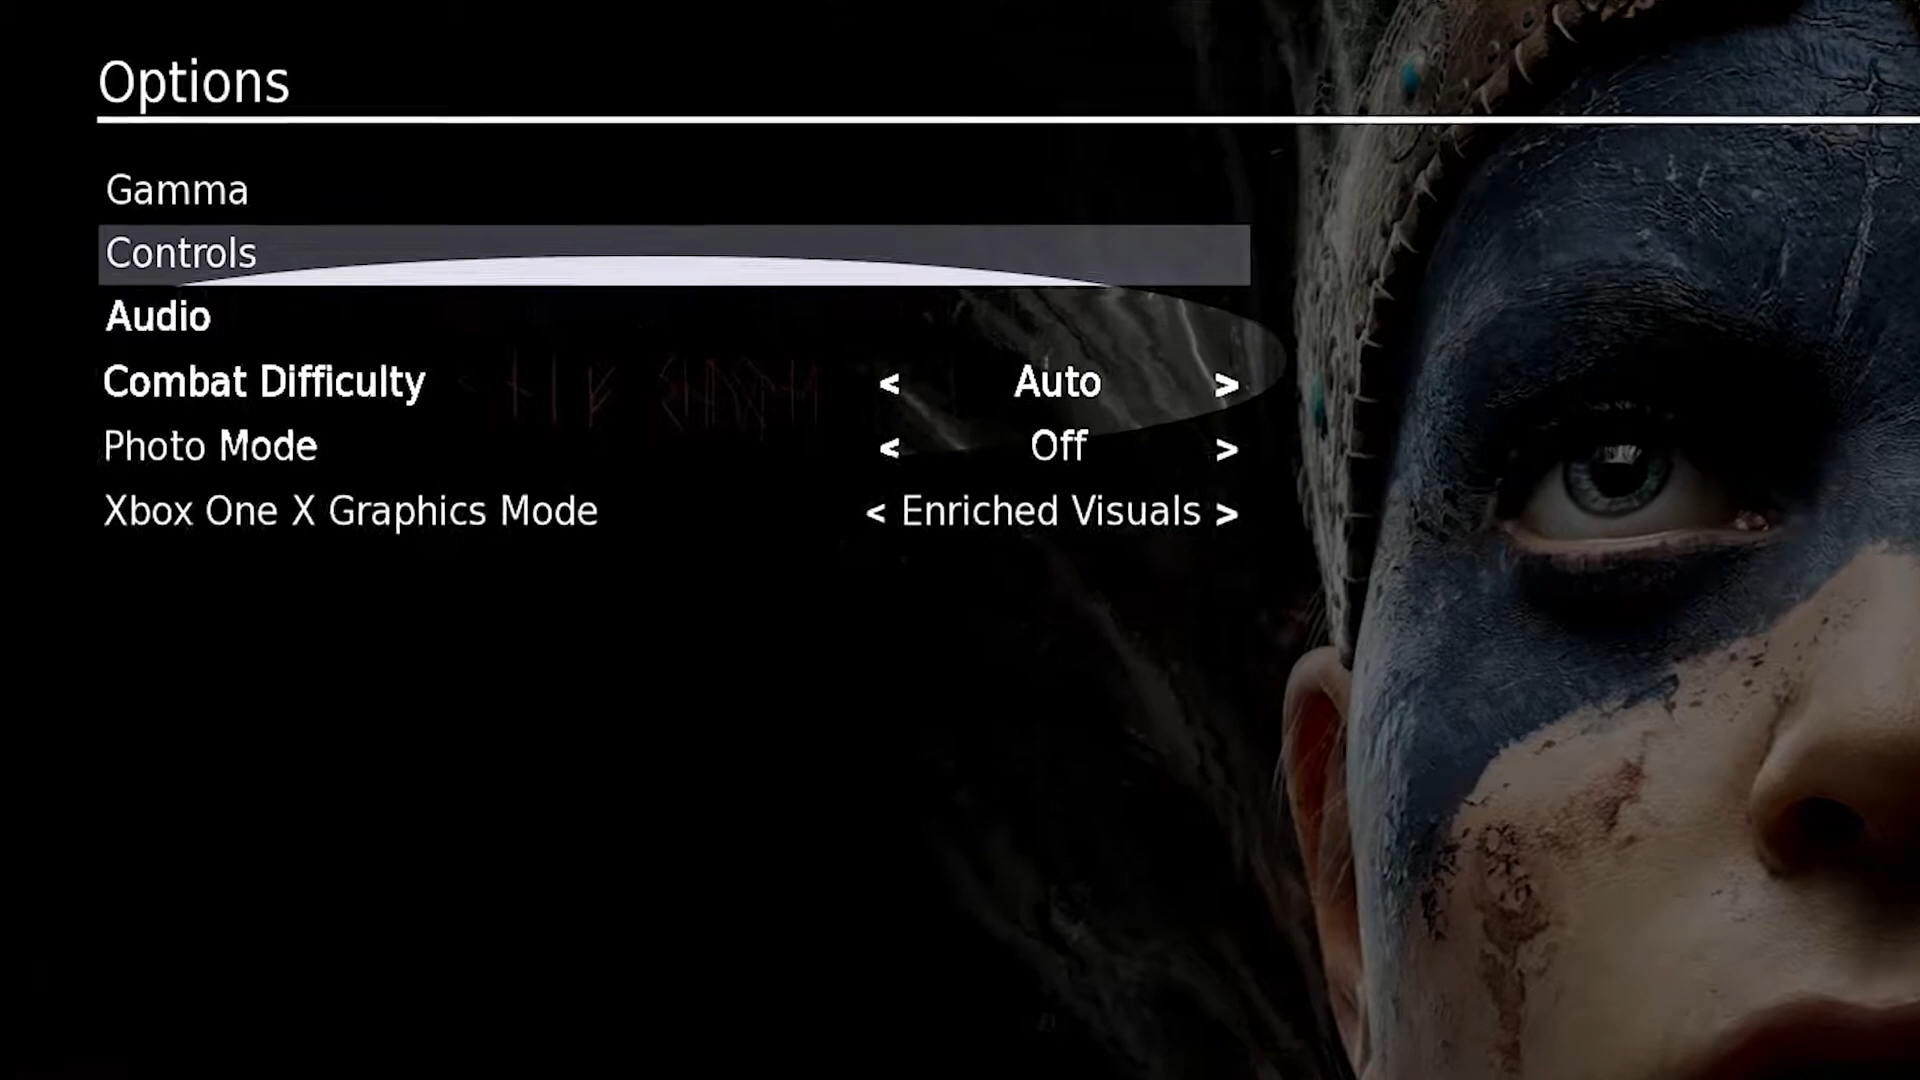 Options
Gamma
Controls
Audio
Combat Difficulty < Auto >
Photo Mode < Off >
Xbox One X Graphics Mode < Enriched Visuals >